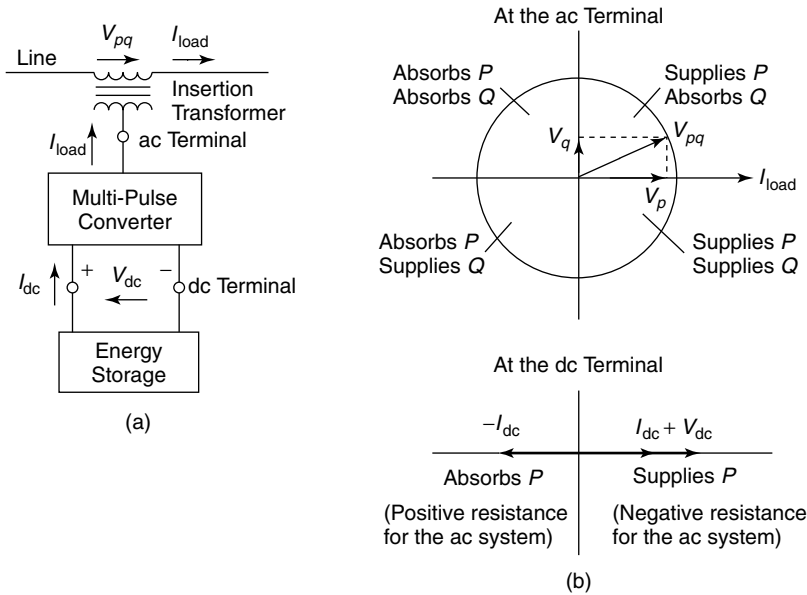 V_pq
I_load
Line
Insertion
Transformer
I_load
ac Terminal
Multi-Pulse
Converter
I_dc
+
V_dc
−
dc Terminal
Energy
Storage
(a)
At the ac Terminal
Absorbs P
Absorbs Q
Supplies P
Absorbs Q
V_q
V_pq
V_p
I_load
Absorbs P
Supplies Q
Supplies P
Supplies Q
At the dc Terminal
−I_dc
I_dc + V_dc
Absorbs P
Supplies P
(Positive resistance
for the ac system)
(Negative resistance
for the ac system)
(b)